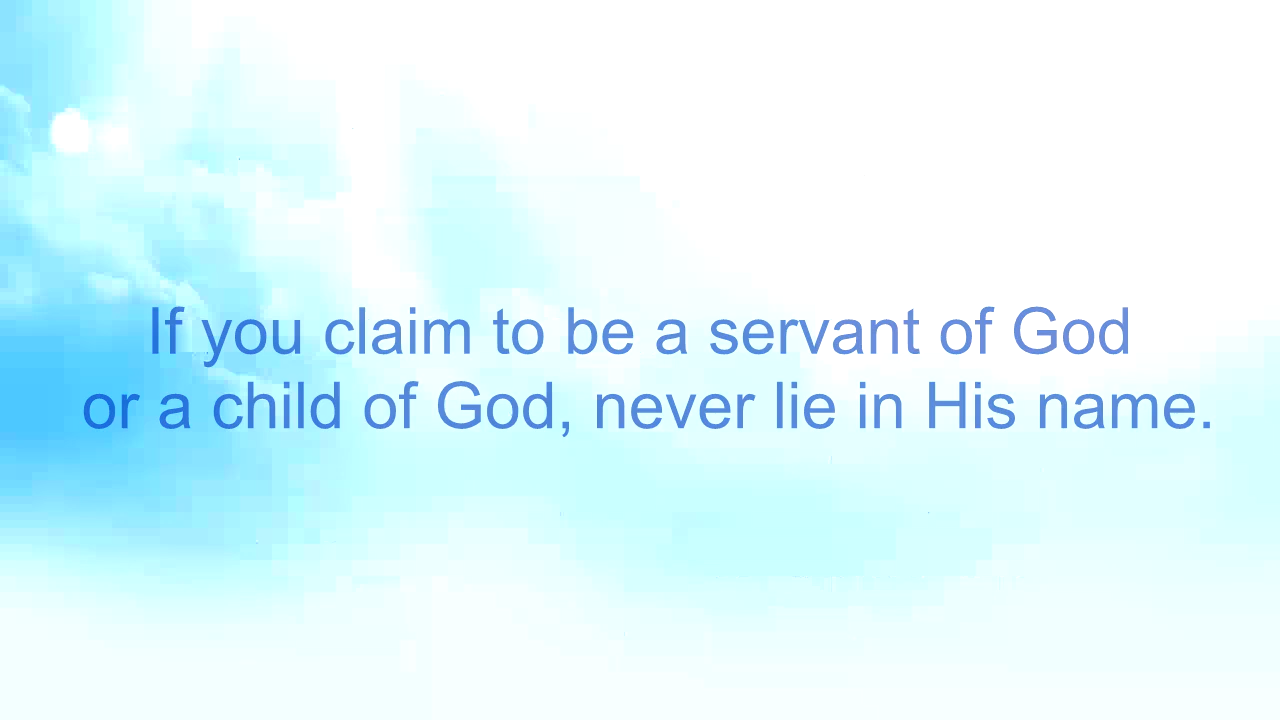 If you claim to be a servant of God
or a child of God, never lie in His name.